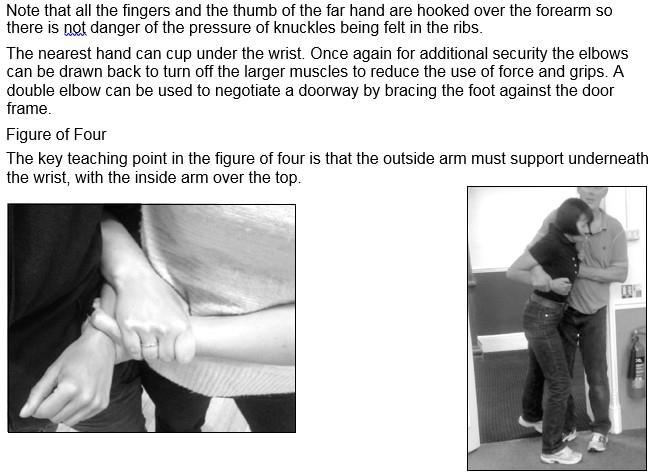 Note that all the fingers and the thumb of the far hand are hooked over the forearm so
there is not danger of the pressure of knuckles being felt in the ribs.
The nearest hand can cup under the wrist. Once again for additional security the elbows
can be drawn back to turn off the larger muscles to reduce the use of force and grips. A
double elbow can be used to negotiate a doorway by bracing the foot against the door
frame.
Figure of Four
The key teaching point in the figure of four is that the outside arm must support underneath
the wrist, with the inside arm over the top.